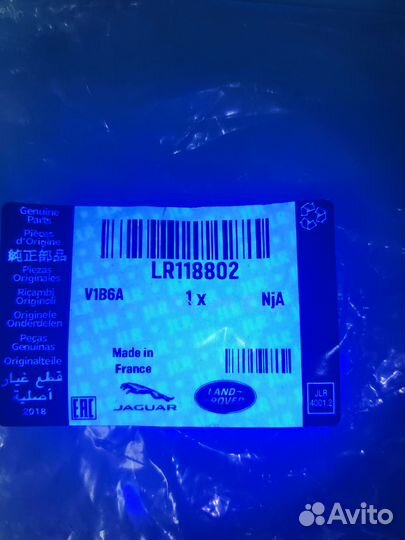 Genuine
Parts
Pièces
d'Origine
純正部品
Piezas
Originales
Ricambi
Originali
Originele
Onderdelen
Peças
Genuinas
Originalteile
قطع غيار
أصلية
2018
LR118802
V1B6A 1 x NjA
Made in
France
EAC
JAGUAR
LAND-
ROVER
JLR
4001.2
Avito